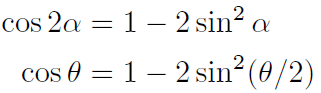 cos 2α = 1 − 2 sin² α
cos θ = 1 − 2 sin²(θ/2)